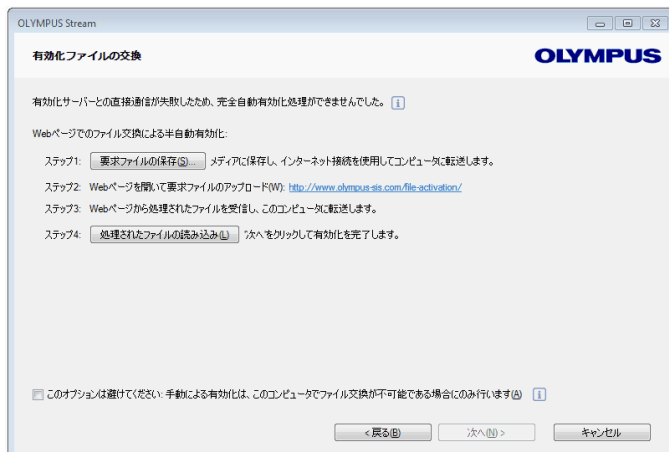 OLYMPUS Stream
有効化ファイルの交換
OLYMPUS
有効化サーバーとの直接通信が失敗したため、完全自動有効化処理ができませんでした。 i
Webページでのファイル交換による半自動有効化:
ステップ1: 要求ファイルの保存(S)... メディアに保存し、インターネット接続を使用してコンピュータに転送します。
ステップ2: Webページを開いて要求ファイルのアップロード(W): http://www.olympus-sis.com/file-activation/
ステップ3: Webページから処理されたファイルを受信し、このコンピュータに転送します。
ステップ4: 処理されたファイルの読み込み(L) "次へ"をクリックして有効化を完了します。
このオプションは避けてください: 手動による有効化は、このコンピュータでファイル交換が不可能である場合にのみ行います(A) i
< 戻る(B) 次へ(N) > キャンセル